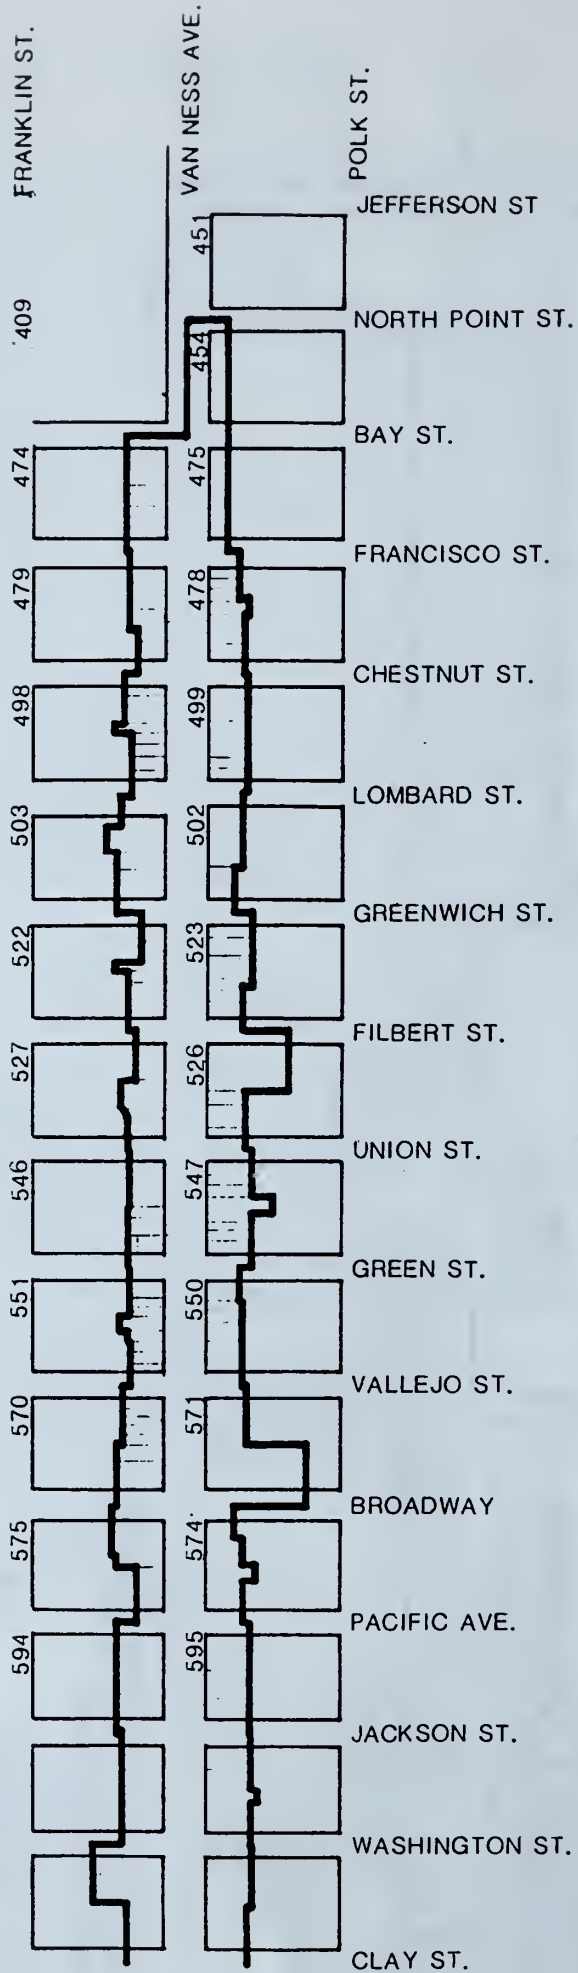 FRANKLIN ST.
VAN NESS AVE.
POLK ST.
JEFFERSON ST
451
409
NORTH POINT ST.
454
BAY ST.
474
475
FRANCISCO ST.
479
478
CHESTNUT ST.
498
499
LOMBARD ST.
503
502
GREENWICH ST.
522
523
FILBERT ST.
527
526
UNION ST.
546
547
GREEN ST.
551
550
VALLEJO ST.
570
571
BROADWAY
575
574
PACIFIC AVE.
594
595
JACKSON ST.
WASHINGTON ST.
CLAY ST.